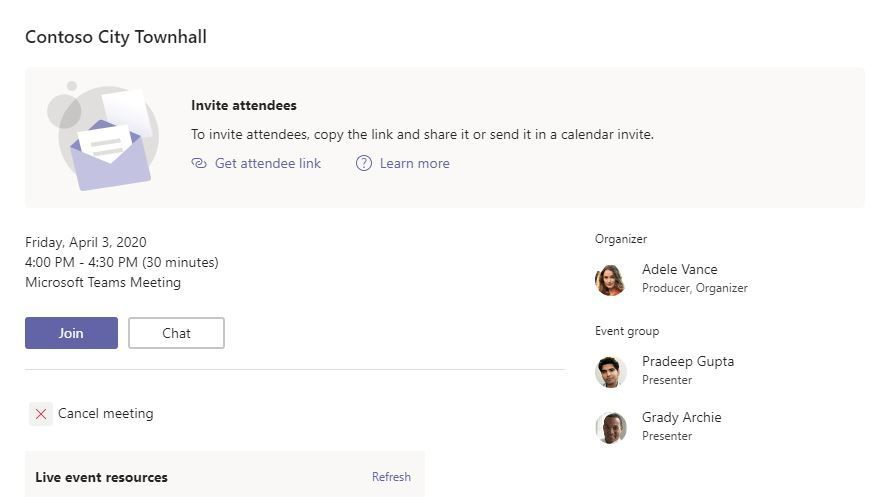 Contoso City Townhall
Invite attendees
To invite attendees, copy the link and share it or send it in a calendar invite.
Get attendee link
Learn more
Friday, April 3, 2020
4:00 PM - 4:30 PM (30 minutes)
Microsoft Teams Meeting
Join
Chat
Cancel meeting
Live event resources
Refresh
Organizer
Adele Vance
Producer, Organizer
Event group
Pradeep Gupta
Presenter
Grady Archie
Presenter